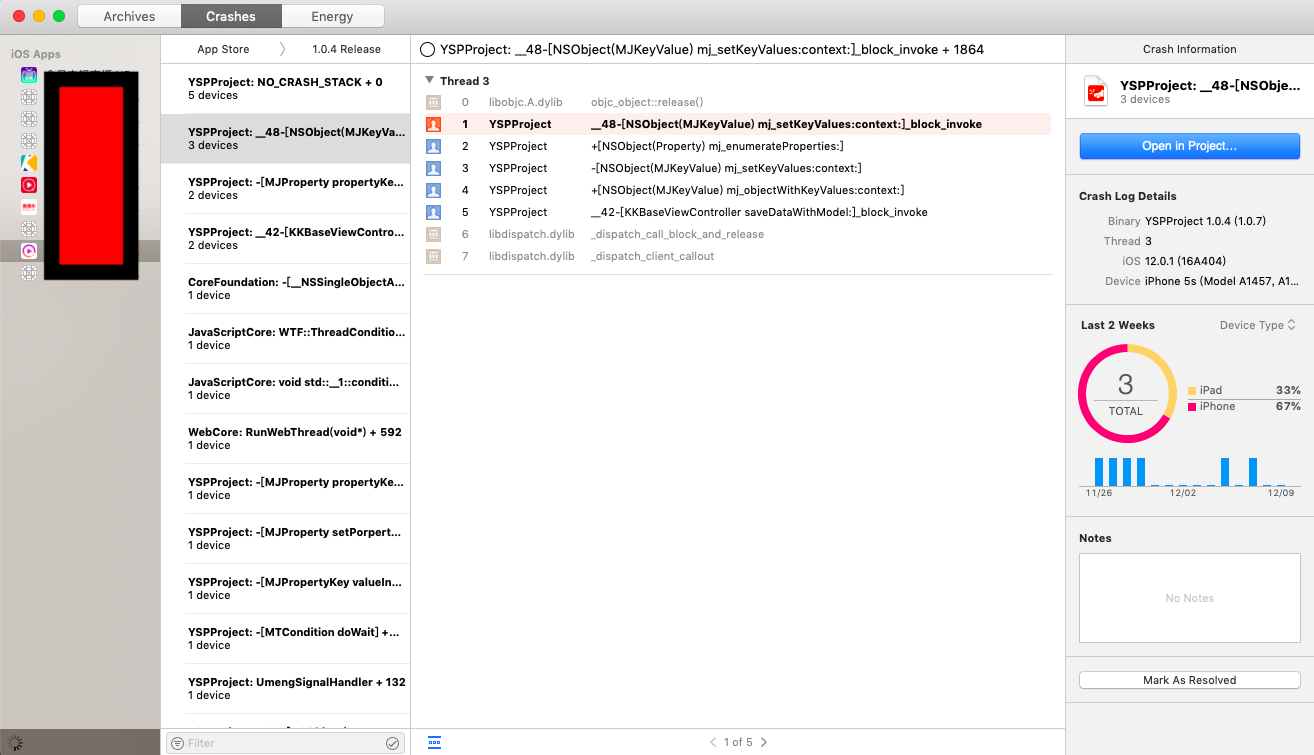 Archives
Crashes
Energy
iOS Apps
App Store
1.0.4 Release
YSPProject: NO_CRASH_STACK + 0
5 devices
YSPProject: __48-[NSObject(MJKeyVa...
3 devices
YSPProject: -[MJProperty propertyKe...
2 devices
YSPProject: __42-[KKBaseViewContro...
2 devices
CoreFoundation: -[__NSSingleObjectA...
1 device
JavaScriptCore: WTF::ThreadConditio...
1 device
JavaScriptCore: void std::__1::conditi...
1 device
WebCore: RunWebThread(void*) + 592
1 device
YSPProject: -[MJProperty propertyKe...
1 device
YSPProject: -[MJProperty setPorpert...
1 device
YSPProject: -[MJPropertyKey valueIn...
1 device
YSPProject: -[MTCondition doWait] +...
1 device
YSPProject: UmengSignalHandler + 132
1 device
Filter
YSPProject: __48-[NSObject(MJKeyValue) mj_setKeyValues:context:]_block_invoke + 1864
Thread 3
0 libobjc.A.dylib objc_object::release()
1 YSPProject __48-[NSObject(MJKeyValue) mj_setKeyValues:context:]_block_invoke
2 YSPProject +[NSObject(Property) mj_enumerateProperties:]
3 YSPProject -[NSObject(MJKeyValue) mj_setKeyValues:context:]
4 YSPProject +[NSObject(MJKeyValue) mj_objectWithKeyValues:context:]
5 YSPProject __42-[KKBaseViewController saveDataWithModel:]_block_invoke
6 libdispatch.dylib _dispatch_call_block_and_release
7 libdispatch.dylib _dispatch_client_callout
1 of 5
Crash Information
YSPProject: __48-[NSObje...
3 devices
Open in Project...
Crash Log Details
Binary YSPProject 1.0.4 (1.0.7)
Thread 3
iOS 12.0.1 (16A404)
Device iPhone 5s (Model A1457, A1...
Last 2 Weeks
Device Type
3
TOTAL
iPad 33%
iPhone 67%
11/26
12/02
12/09
Notes
No Notes
Mark As Resolved